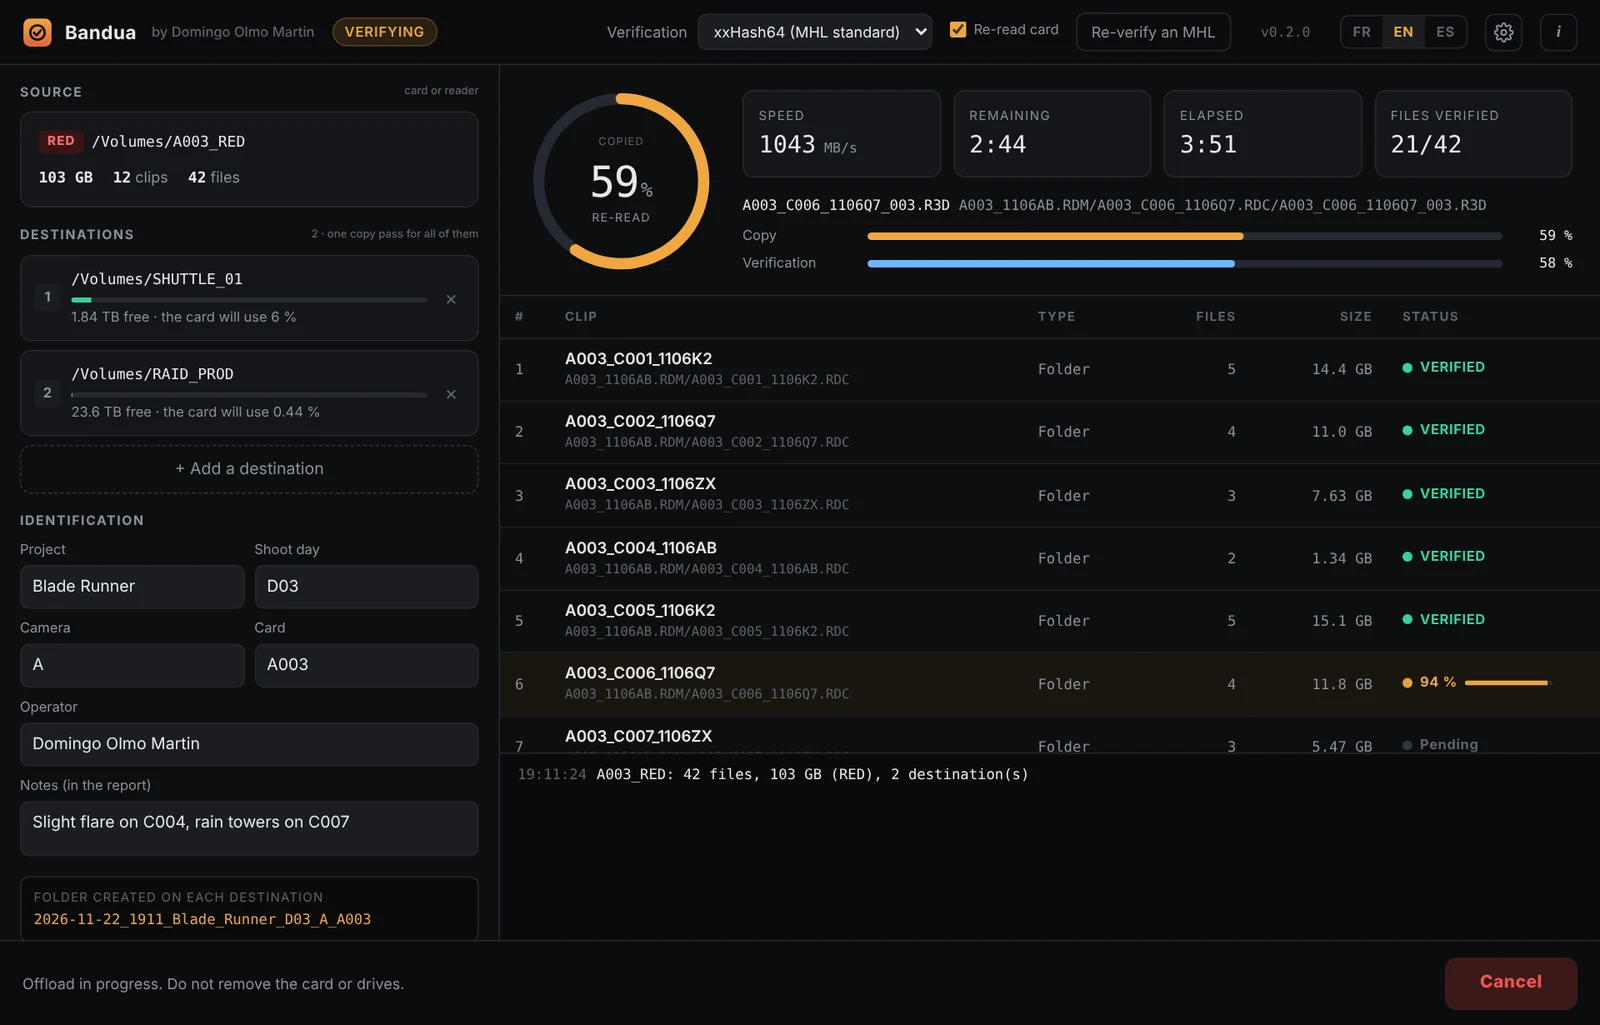 Bandua by Domingo Olmo Martin VERIFYING
Verification xxHash64 (MHL standard) Re-read card Re-verify an MHL v0.2.0 FR EN ES i
SOURCE card or reader
RED /Volumes/A003_RED
103 GB 12 clips 42 files
DESTINATIONS 2 · one copy pass for all of them
1 /Volumes/SHUTTLE_01 ×
1.84 TB free · the card will use 6 %
2 /Volumes/RAID_PROD ×
23.6 TB free · the card will use 0.44 %
+ Add a destination
IDENTIFICATION
Project Shoot day
Blade Runner D03
Camera Card
A A003
Operator
Domingo Olmo Martin
Notes (in the report)
Slight flare on C004, rain towers on C007
FOLDER CREATED ON EACH DESTINATION
2026-11-22_1911_Blade_Runner_D03_A_A003
COPIED
59%
RE-READ
SPEED
1043 MB/s
REMAINING
2:44
ELAPSED
3:51
FILES VERIFIED
21/42
A003_C006_1106Q7_003.R3D A003_1106AB.RDM/A003_C006_1106Q7.RDC/A003_C006_1106Q7_003.R3D
Copy 59 %
Verification 58 %
# CLIP TYPE FILES SIZE STATUS
1 A003_C001_1106K2 Folder 5 14.4 GB VERIFIED
A003_1106AB.RDM/A003_C001_1106K2.RDC
2 A003_C002_1106Q7 Folder 4 11.0 GB VERIFIED
A003_1106AB.RDM/A003_C002_1106Q7.RDC
3 A003_C003_1106ZX Folder 3 7.63 GB VERIFIED
A003_1106AB.RDM/A003_C003_1106ZX.RDC
4 A003_C004_1106AB Folder 2 1.34 GB VERIFIED
A003_1106AB.RDM/A003_C004_1106AB.RDC
5 A003_C005_1106K2 Folder 5 15.1 GB VERIFIED
A003_1106AB.RDM/A003_C005_1106K2.RDC
6 A003_C006_1106Q7 Folder 4 11.8 GB 94 %
A003_1106AB.RDM/A003_C006_1106Q7.RDC
7 A003_C007_1106ZX Folder 3 5.47 GB Pending
19:11:24 A003_RED: 42 files, 103 GB (RED), 2 destination(s)
Offload in progress. Do not remove the card or drives.
Cancel